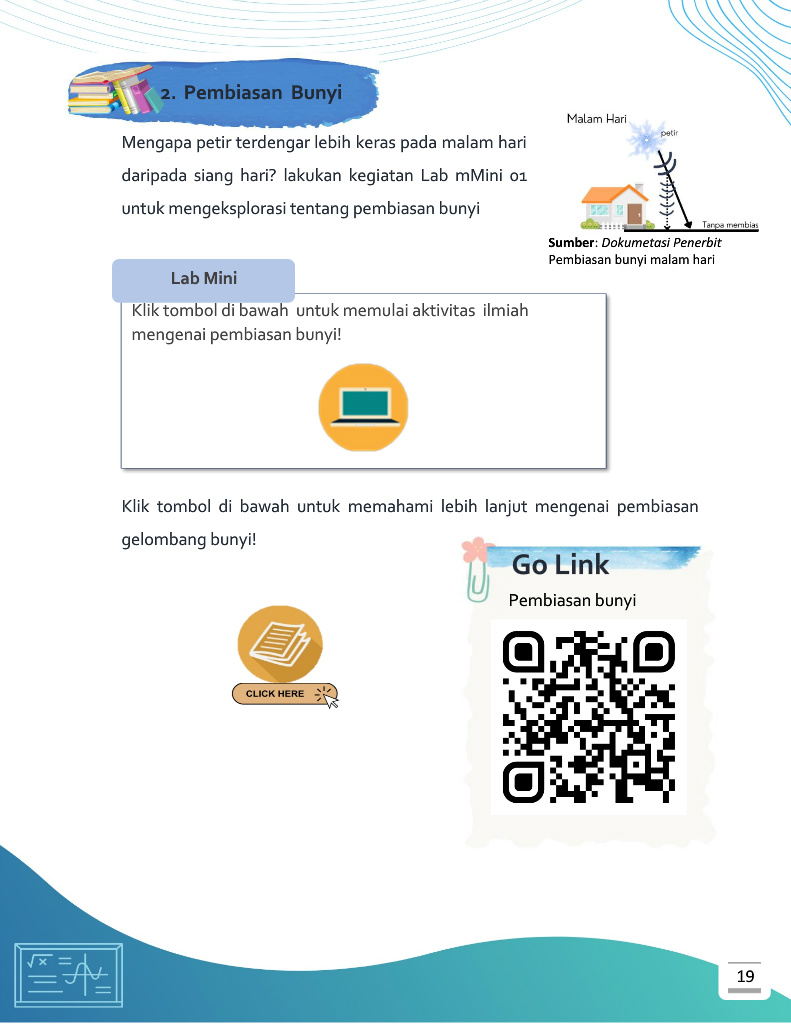 2. Pembiasan Bunyi
Mengapa petir terdengar lebih keras pada malam hari
daripada siang hari? lakukan kegiatan Lab mMini 01
untuk mengeksplorasi tentang pembiasan bunyi
Malam Hari
petir
Tanpa membias
Sumber: Dokumetasi Penerbit
Pembiasan bunyi malam hari
Lab Mini
Klik tombol di bawah untuk memulai aktivitas ilmiah
mengenai pembiasan bunyi!
Klik tombol di bawah untuk memahami lebih lanjut mengenai pembiasan
gelombang bunyi!
CLICK HERE
Go Link
Pembiasan bunyi
√x
19